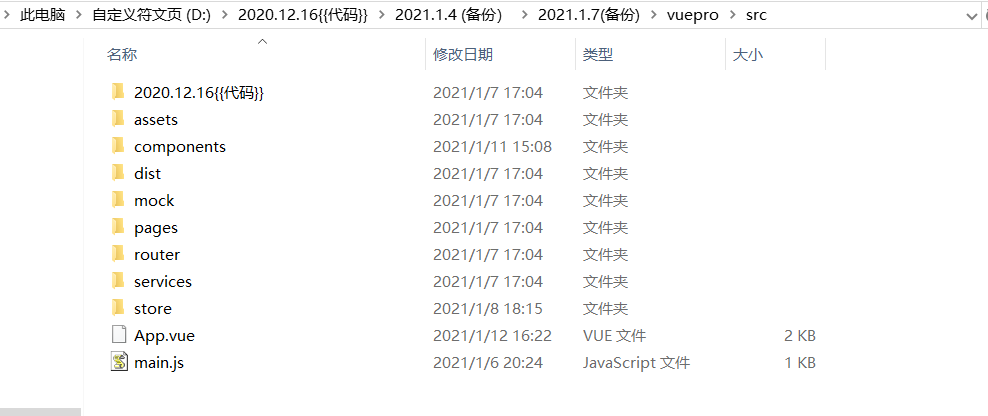 此电脑 > 自定义符文页 (D:) > 2020.12.16{{代码}} > 2021.1.4 (备份) > 2021.1.7(备份) > vuepro > src
名称 修改日期 类型 大小
2020.12.16{{代码}} 2021/1/7 17:04 文件夹
assets 2021/1/7 17:04 文件夹
components 2021/1/11 15:08 文件夹
dist 2021/1/7 17:04 文件夹
mock 2021/1/7 17:04 文件夹
pages 2021/1/7 17:04 文件夹
router 2021/1/7 17:04 文件夹
services 2021/1/7 17:04 文件夹
store 2021/1/8 18:15 文件夹
App.vue 2021/1/12 16:22 VUE 文件 2 KB
main.js 2021/1/6 20:24 JavaScript 文件 1 KB